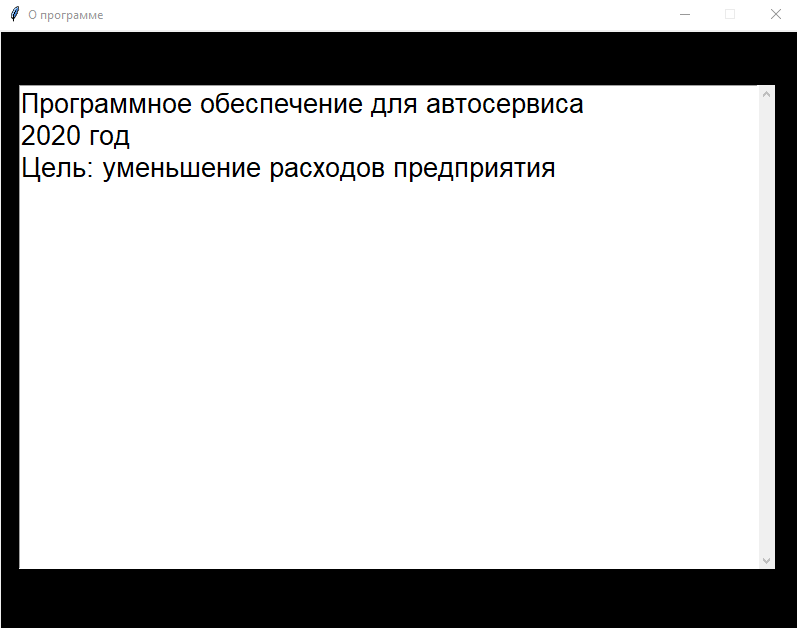 О программе
Программное обеспечение для автосервиса
2020 год
Цель: уменьшение расходов предприятия